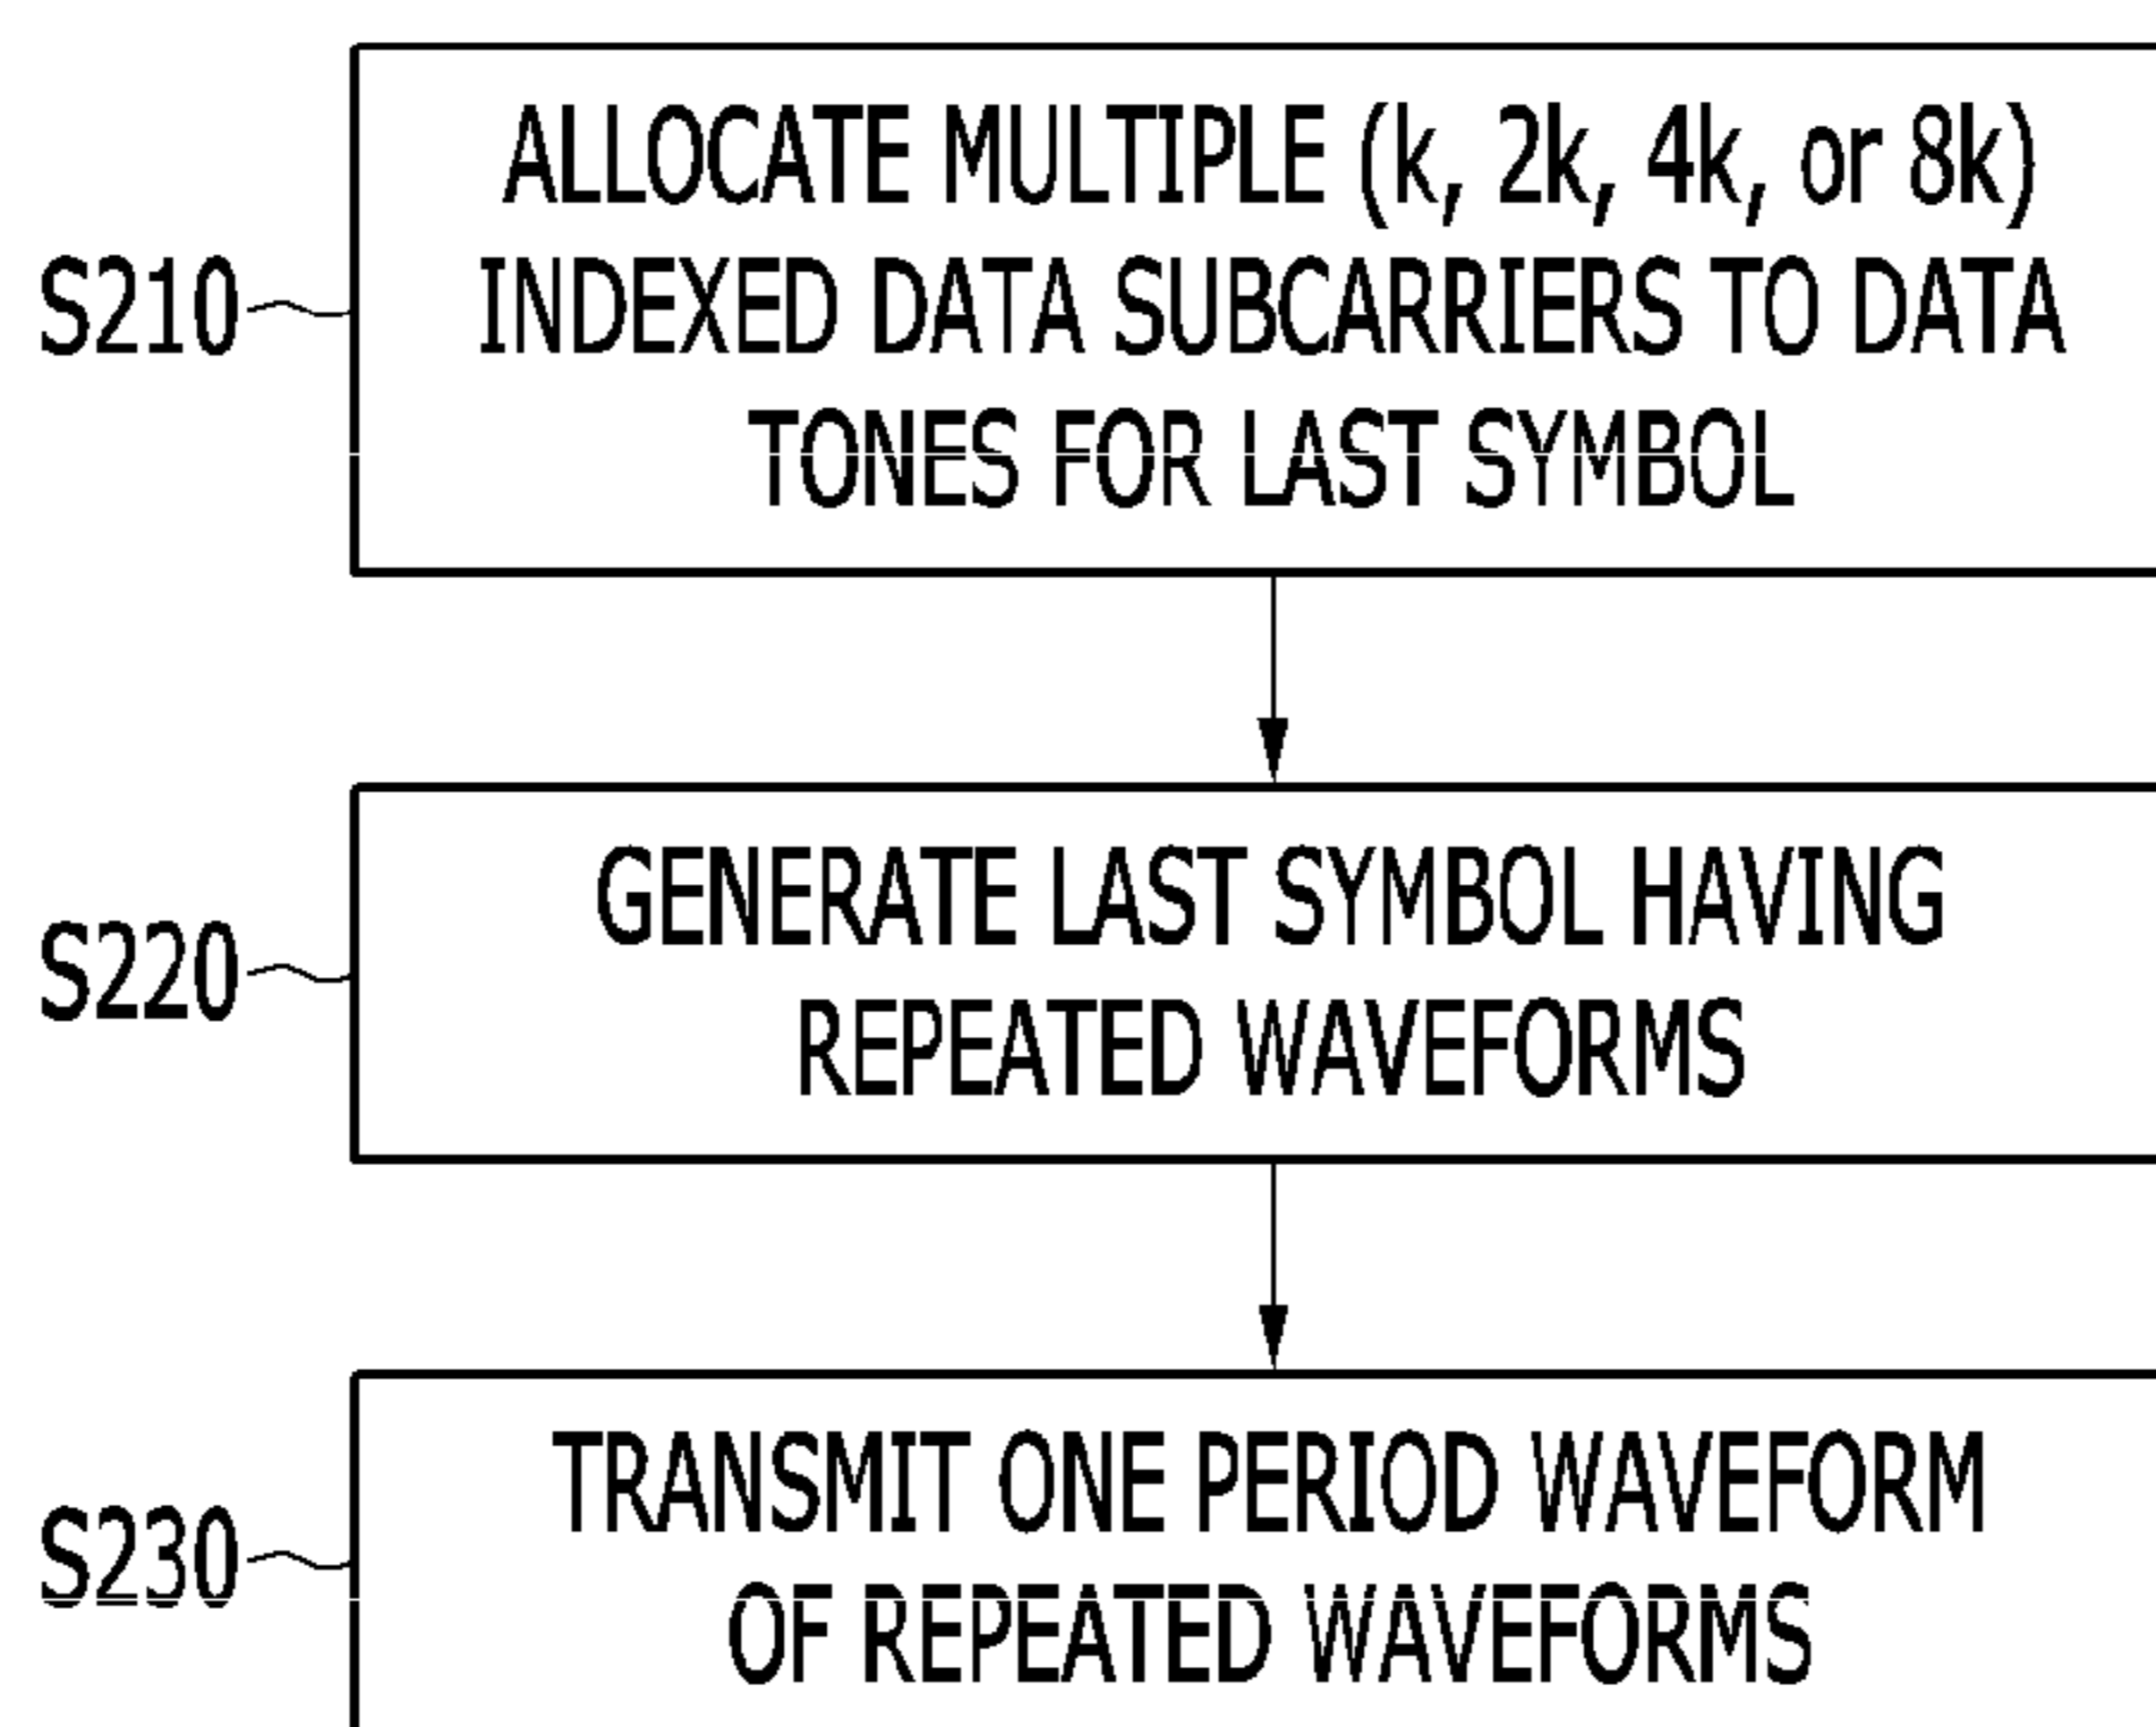 ALLOCATE MULTIPLE (k, 2k, 4k, or 8k)
S210
INDEXED DATA SUBCARRIERS TO DATA
TONES FOR LAST SYMBOL
GENERATE LAST SYMBOL HAVING
S220
REPEATED WAVEFORMS
TRANSMIT ONE PERIOD WAVEFORM
S230
OF REPEATED WAVEFORMS